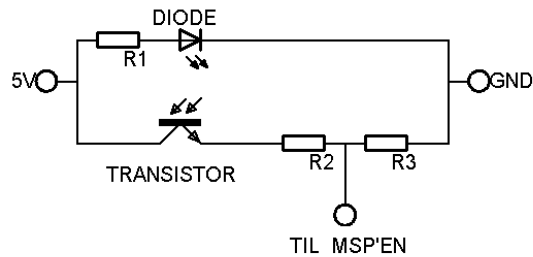 DIODE
R1
5V
GND
R2
R3
TRANSISTOR
TIL MSP'EN